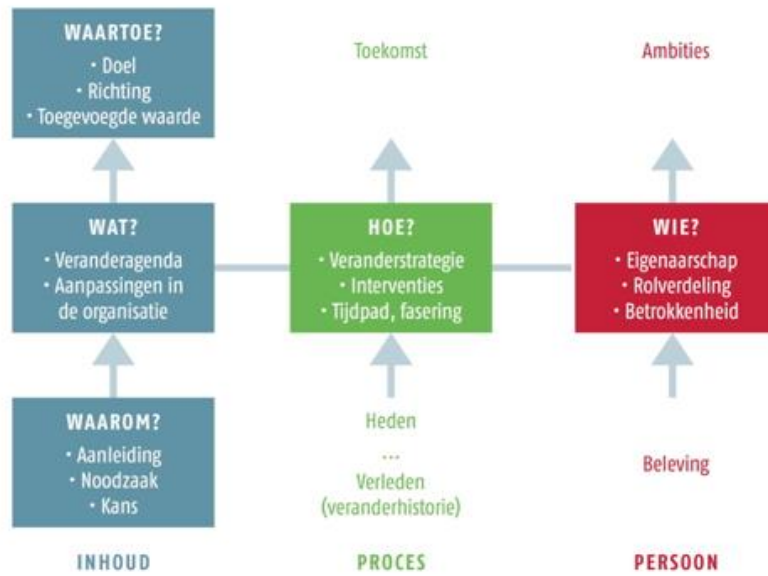 WAARTOE?
• Doel
• Richting
• Toegevoegde waarde
Toekomst
Ambities
WAT?
• Veranderagenda
• Aanpassingen in
de organisatie
HOE?
• Veranderstrategie
• Interventies
• Tijdpad, fasering
WIE?
• Eigenaarschap
• Rolverdeling
• Betrokkenheid
WAAROM?
• Aanleiding
• Noodzaak
• Kans
Heden
...
Verleden
(veranderhistorie)
Beleving
INHOUD
PROCES
PERSOON